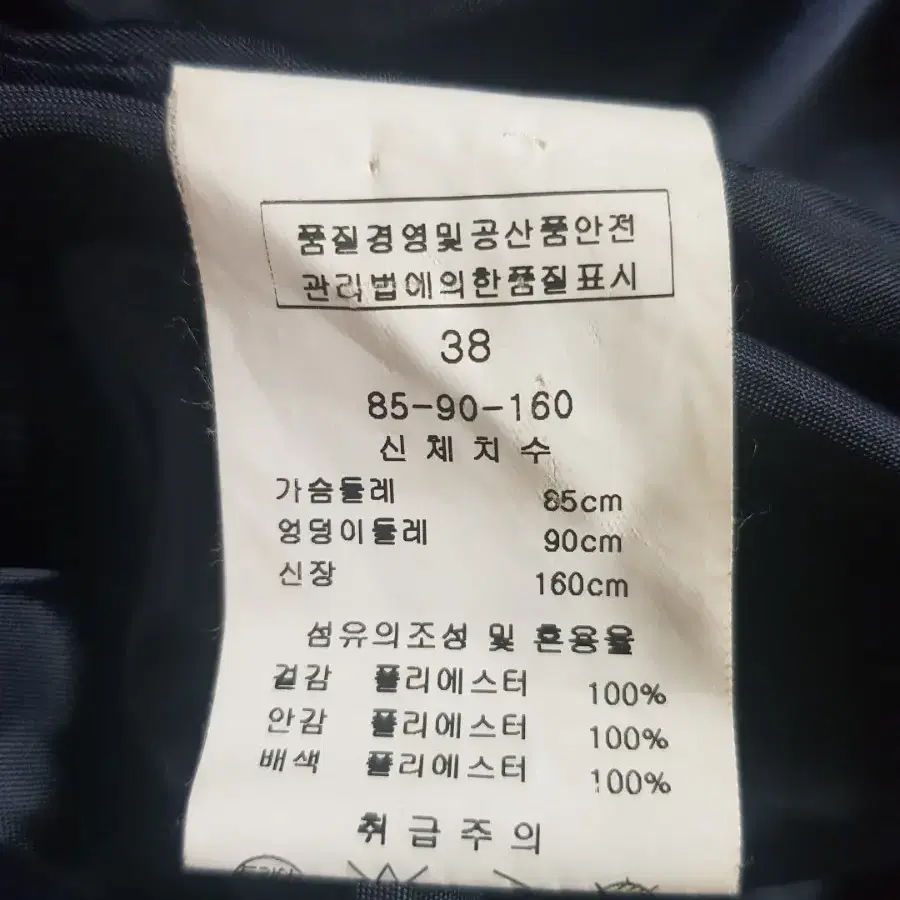 품질경영및공산품안전
관리법에의한품질표시
38
85-90-160
신체치수
가슴둘레 85cm
엉덩이둘레 90cm
신장 160cm
섬유의조성 및 혼용율
겉감 폴리에스터 100%
안감 폴리에스터 100%
배색 폴리에스터 100%
취급주의